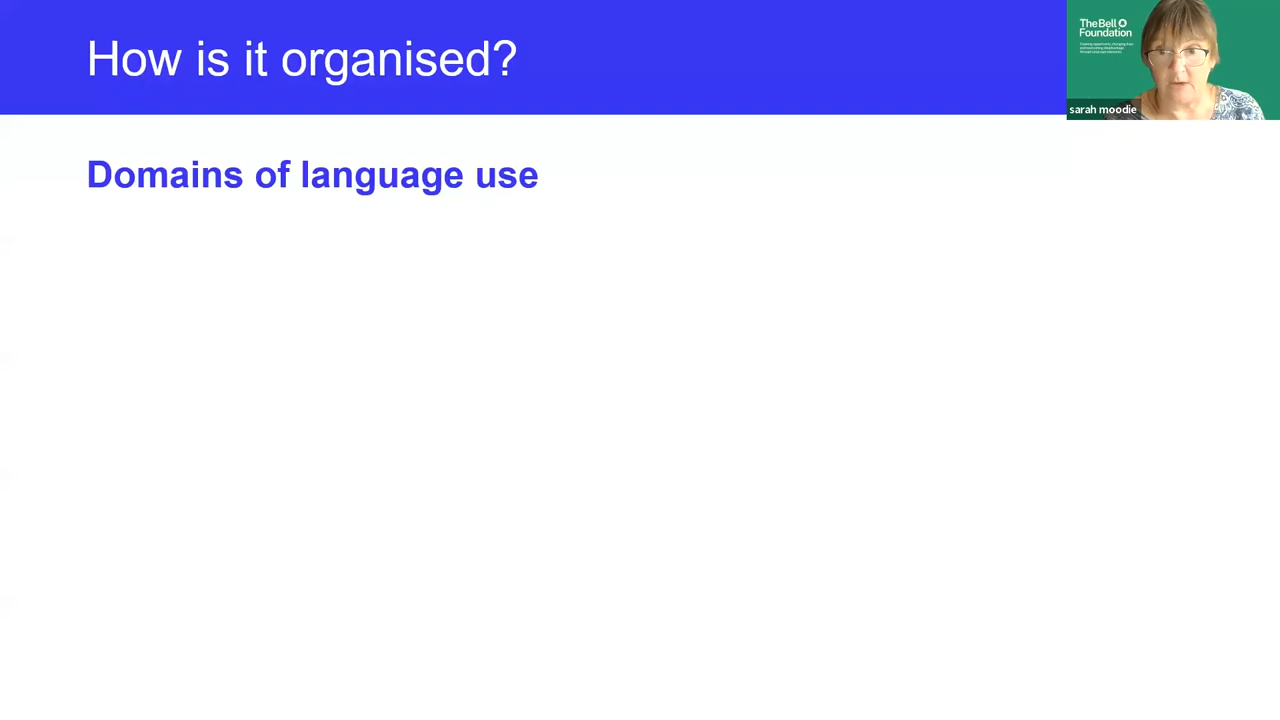 How is it organised?
The Bell
Foundation
sarah moodie
Domains of language use